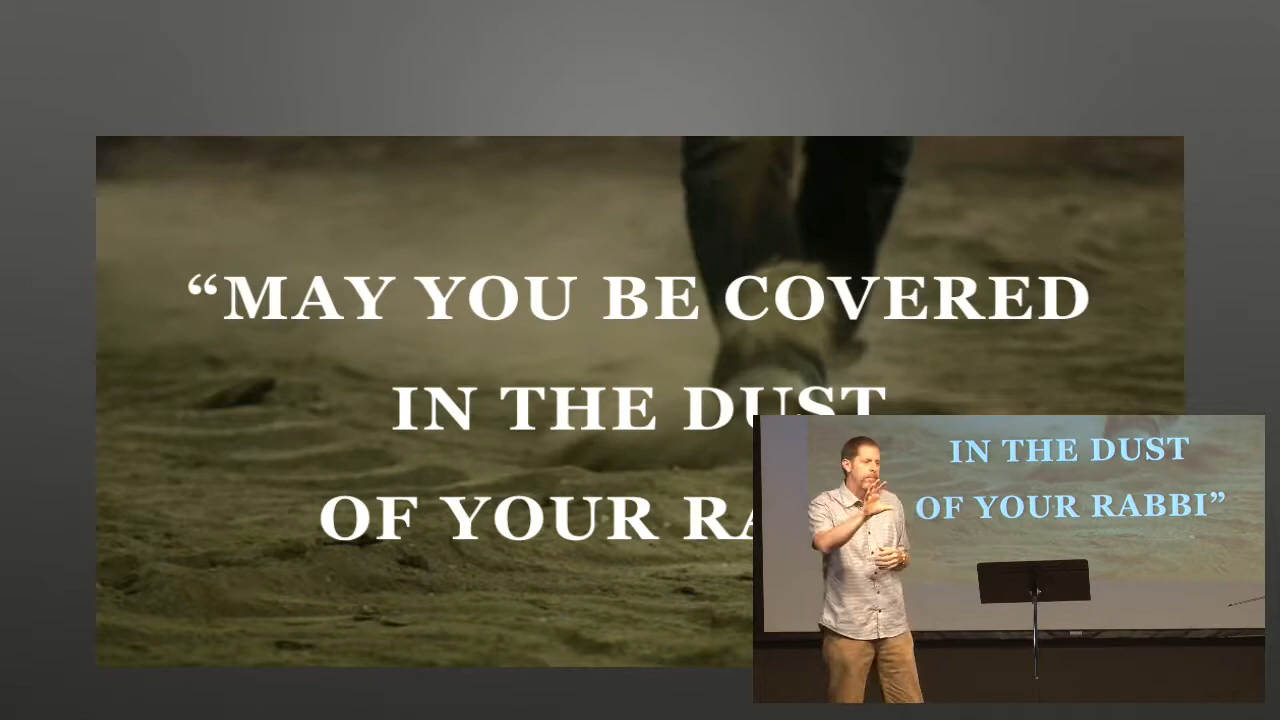 “MAY YOU BE COVERED
IN THE DUST
OF YOUR RA
IN THE DUST
OF YOUR RABBI”